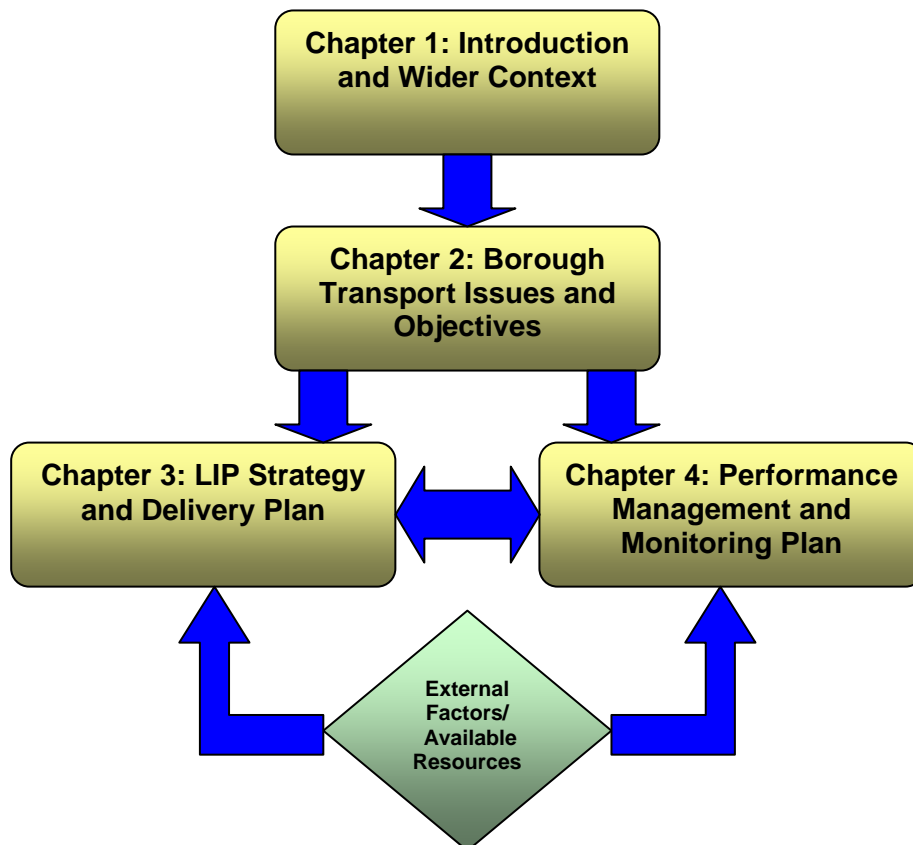 Chapter 1: Introduction
and Wider Context
Chapter 2: Borough
Transport Issues and
Objectives
Chapter 3: LIP Strategy
and Delivery Plan
Chapter 4: Performance
Management and
Monitoring Plan
External
Factors/
Available
Resources